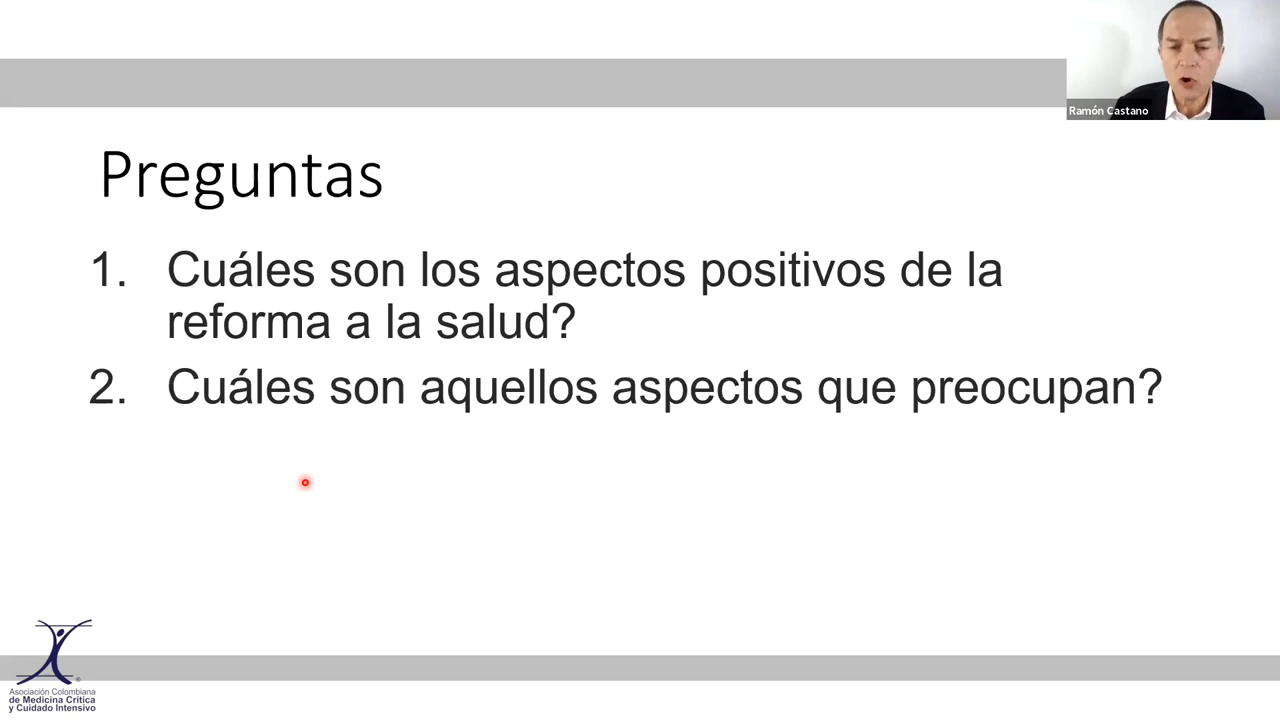 Ramón Castano
Preguntas
1. Cuáles son los aspectos positivos de la
reforma a la salud?
2. Cuáles son aquellos aspectos que preocupan?
Asociación Colombiana
de Medicina Crítica
y Cuidado Intensivo